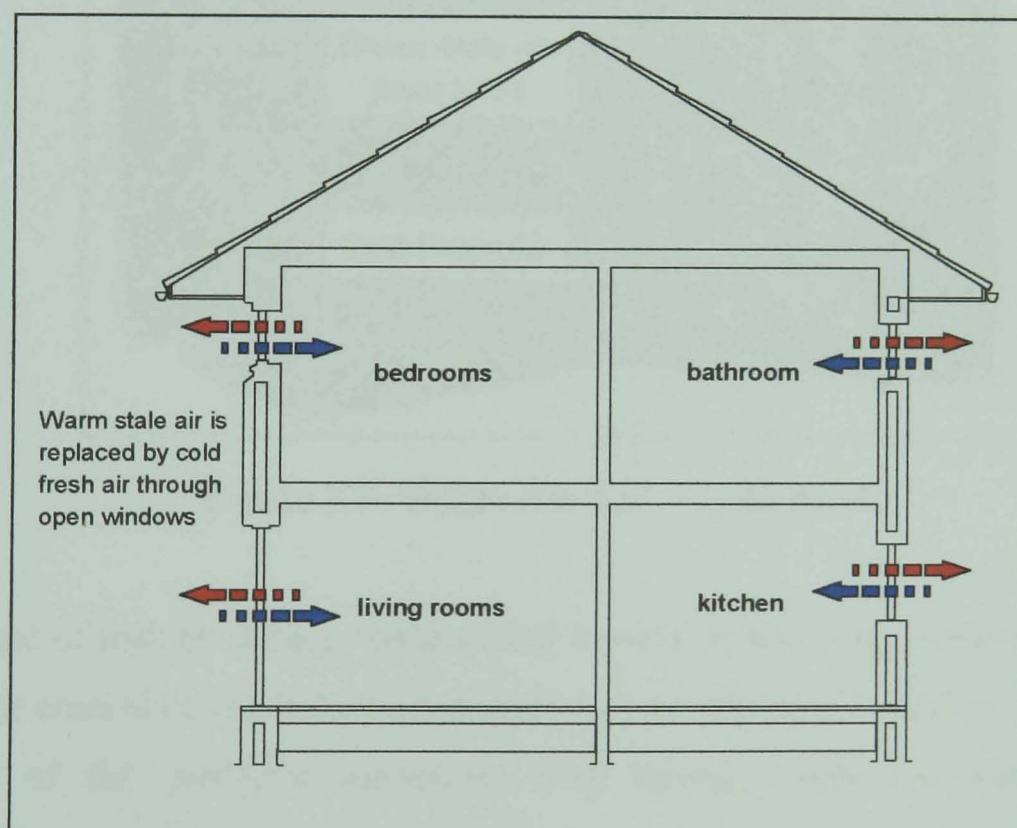 bedrooms
bathroom
Warm stale air is
replaced by cold
fresh air through
open windows
living rooms
kitchen